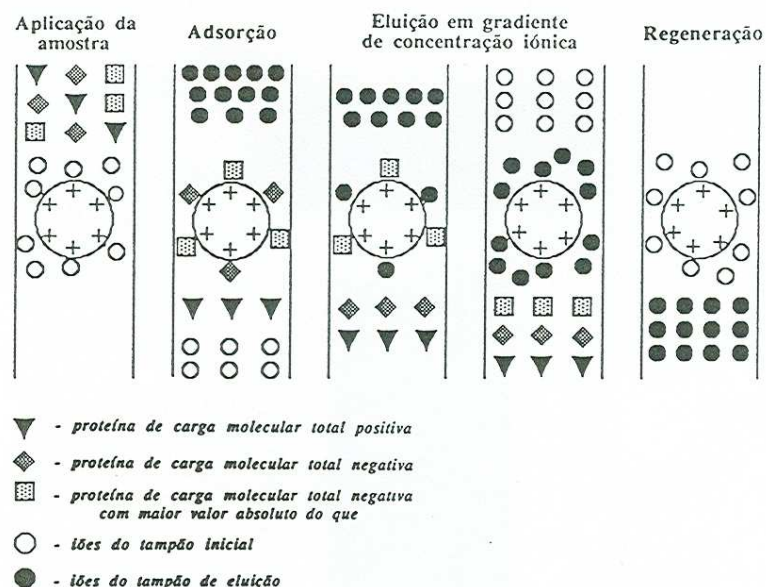 Aplicação da
amostra
Adsorção
Eluição em gradiente
de concentração iónica
Regeneração
- proteína de carga molecular total positiva
- proteína de carga molecular total negativa
- proteína de carga molecular total negativa
com maior valor absoluto do que
- iões do tampão inicial
- iões do tampão de eluição